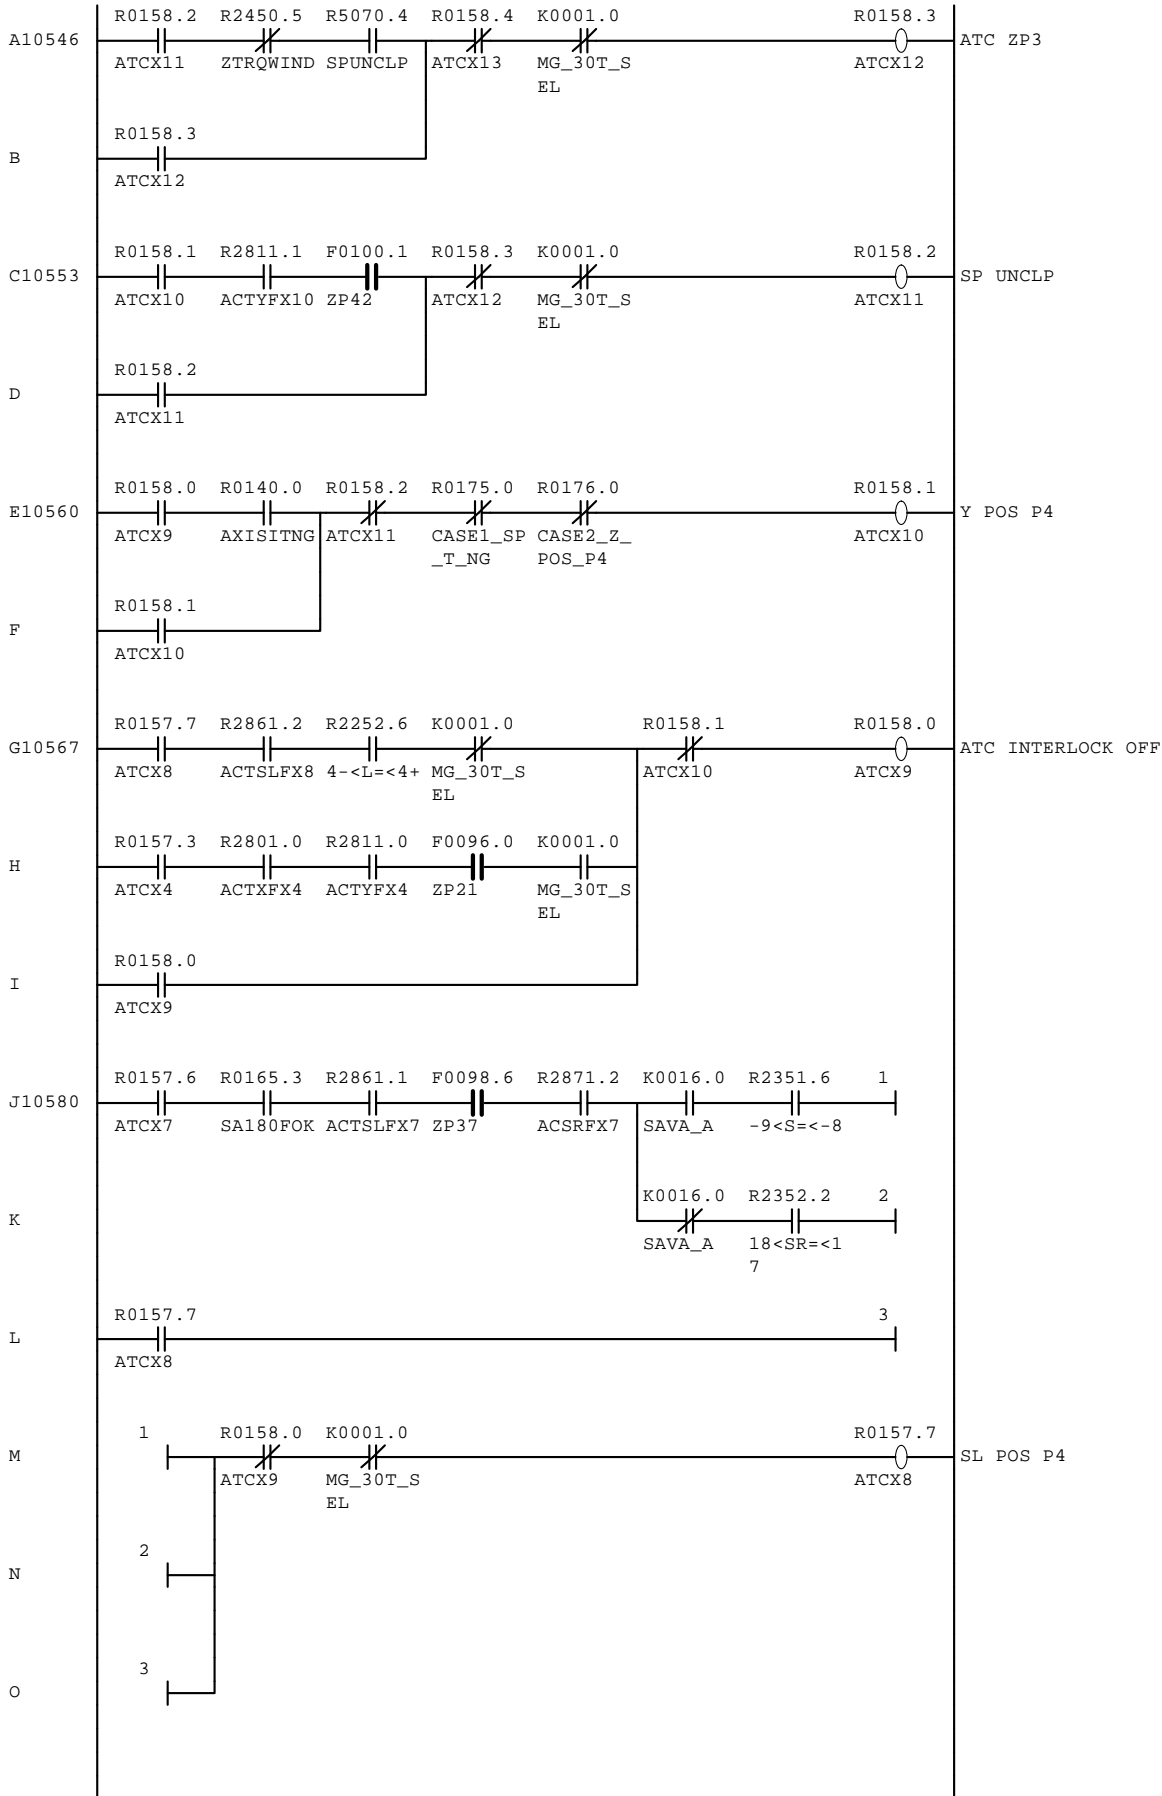 R0158.2 R2450.5 R5070.4 R0158.4 K0001.0 R0158.3
A10546 ATC ZP3
ATCX11 ZTRQWIND SPUNCLP ATCX13 MG_30T_S ATCX12
EL
R0158.3
B
ATCX12
R0158.1 R2811.1 F0100.1 R0158.3 K0001.0 R0158.2
C10553 SP UNCLP
ATCX10 ACTYFX10 ZP42 ATCX12 MG_30T_S ATCX11
EL
R0158.2
D
ATCX11
R0158.0 R0140.0 R0158.2 R0175.0 R0176.0 R0158.1
E10560 Y POS P4
ATCX9 AXISITNG ATCX11 CASE1_SP CASE2_Z_ ATCX10
_T_NG POS_P4
R0158.1
F
ATCX10
R0157.7 R2861.2 R2252.6 K0001.0 R0158.1 R0158.0
G10567 ATC INTERLOCK OFF
ATCX8 ACTSLFX8 4-<L=<4+ MG_30T_S ATCX10 ATCX9
EL
R0157.3 R2801.0 R2811.0 F0096.0 K0001.0
H
ATCX4 ACTXFX4 ACTYFX4 ZP21 MG_30T_S
EL
R0158.0
I
ATCX9
R0157.6 R0165.3 R2861.1 F0098.6 R2871.2 K0016.0 R2351.6 1
J10580
ATCX7 SA180FOK ACTSLFX7 ZP37 ACSRFX7 SAVA_A -9<S=<-8
K0016.0 R2352.2 2
K
SAVA_A 18<SR=<1
7
R0157.7 3
L
ATCX8
1 R0158.0 K0001.0 R0157.7
M SL POS P4
ATCX9 MG_30T_S ATCX8
EL
2
N
3
O